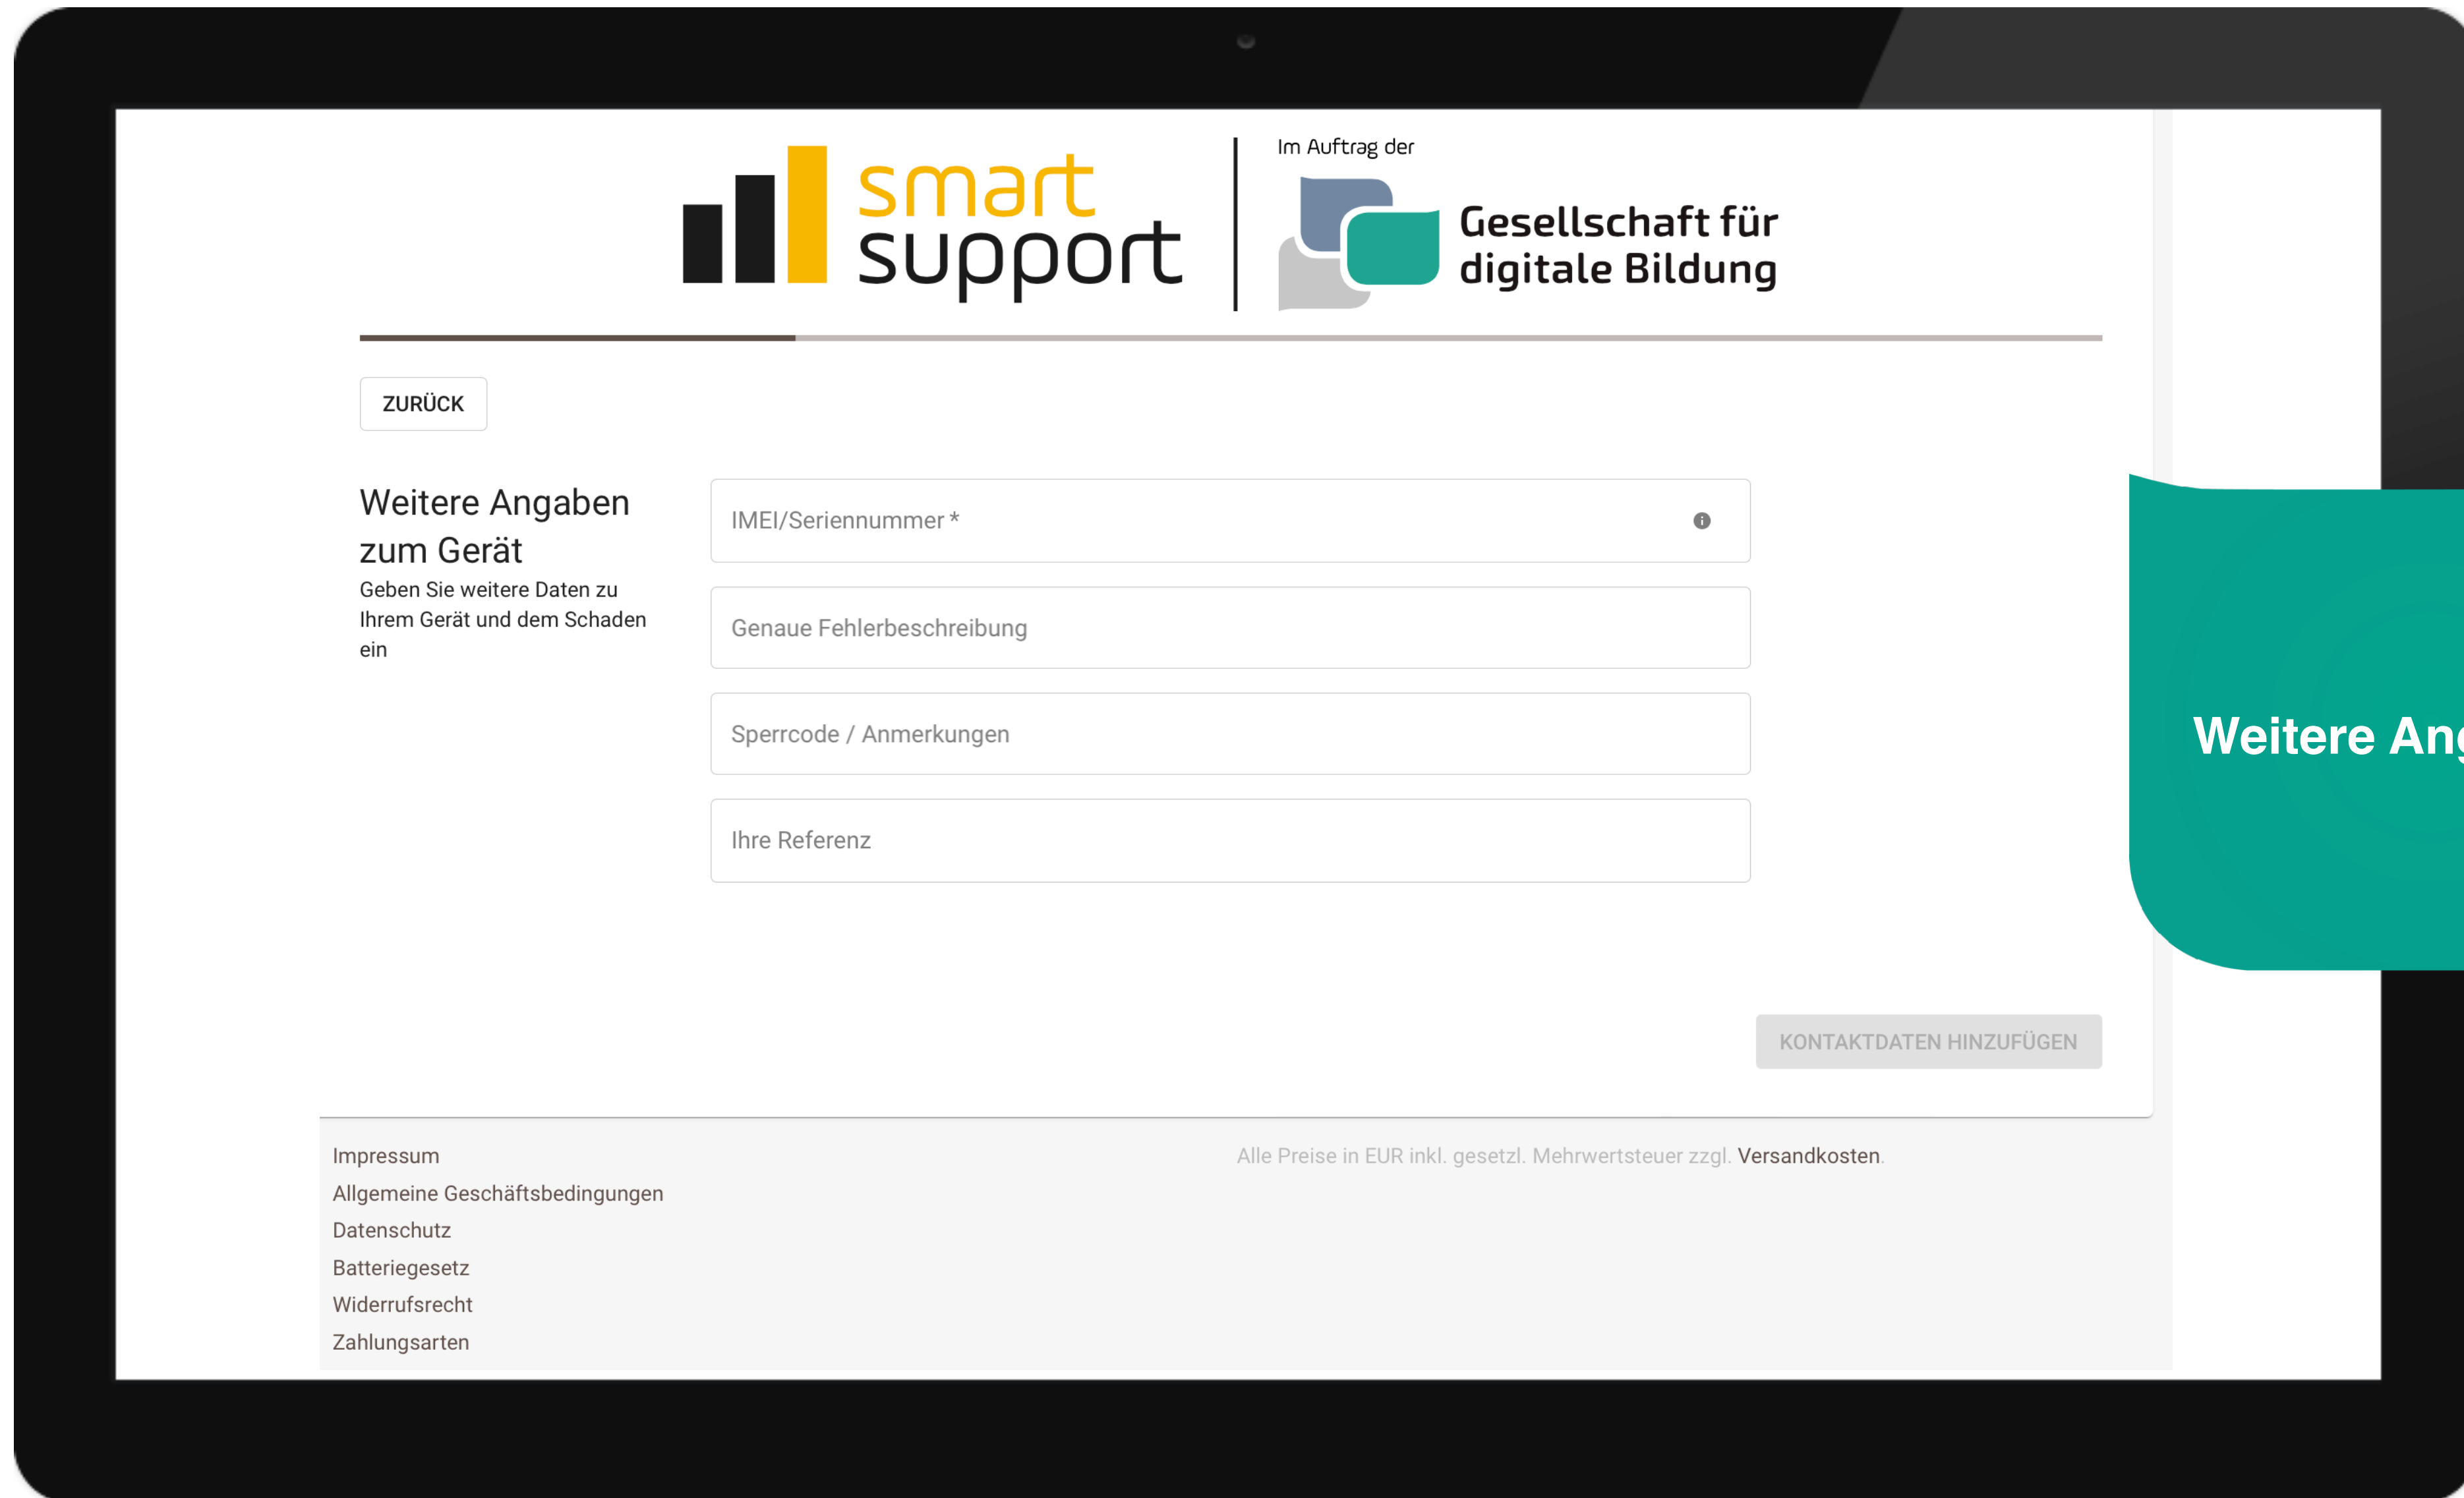 smart
support
Im Auftrag der
Gesellschaft für
digitale Bildung
ZURÜCK
Weitere Angaben
zum Gerät
Geben Sie weitere Daten zu
Ihrem Gerät und dem Schaden
ein
IMEI/Seriennummer *
Genaue Fehlerbeschreibung
Sperrcode / Anmerkungen
Ihre Referenz
Weitere
KONTAKTDATEN HINZUFÜGEN
Impressum
Allgemeine Geschäftsbedingungen
Datenschutz
Batteriegesetz
Widerrufsrecht
Zahlungsarten
Alle Preise in EUR inkl. gesetzl. Mehrwertsteuer zzgl. Versandkosten.